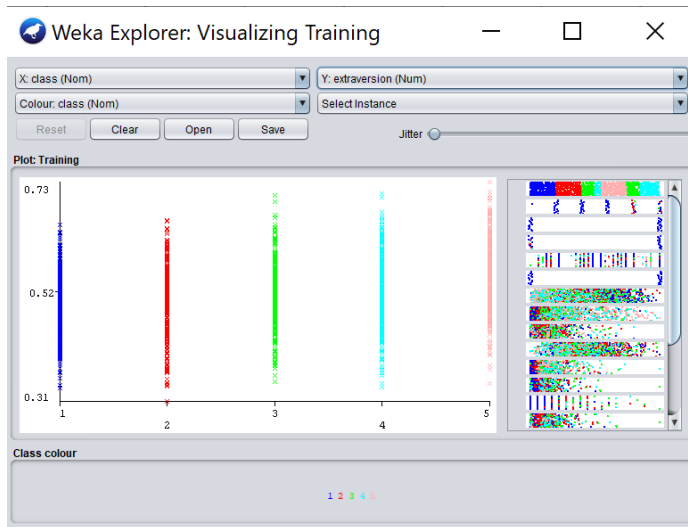 Weka Explorer: Visualizing Training
X: class (Nom) Y: extraversion (Num)
Colour: class (Nom) Select Instance
Reset Clear Open Save Jitter
Plot: Training
0.73
0.52
0.31
1 2 3 4 5
Class colour
1 2 3 4 5